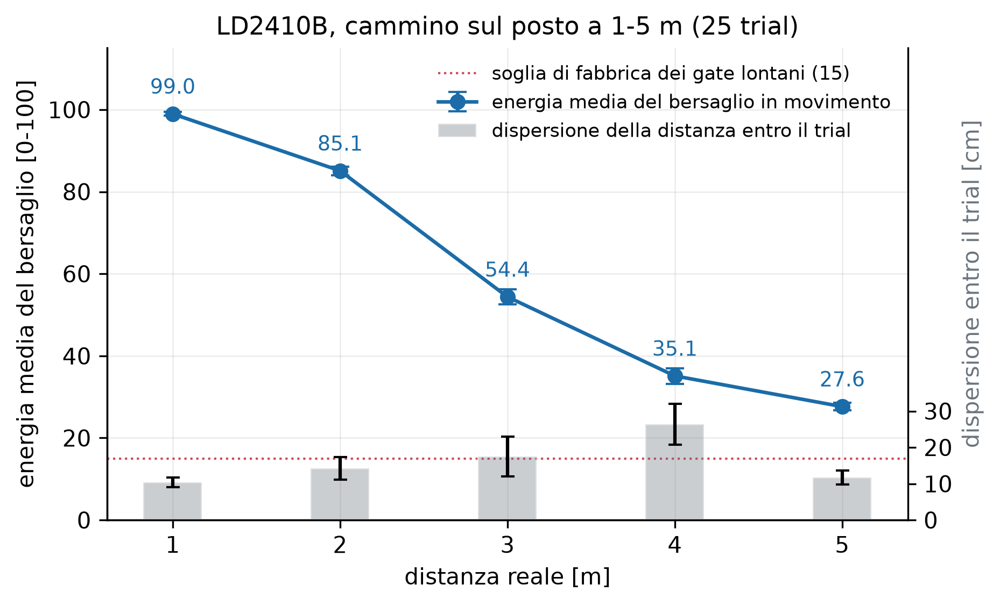 LD2410B, cammino sul posto a 1-5 m (25 trial)
soglia di fabbrica dei gate lontani (15)
energia media del bersaglio in movimento
dispersione della distanza entro il trial
energia media del bersaglio [0-100]
100
80
60
40
20
0
99.0
85.1
54.4
35.1
27.6
30
20
10
0
dispersione entro il trial [cm]
1 2 3 4 5
distanza reale [m]